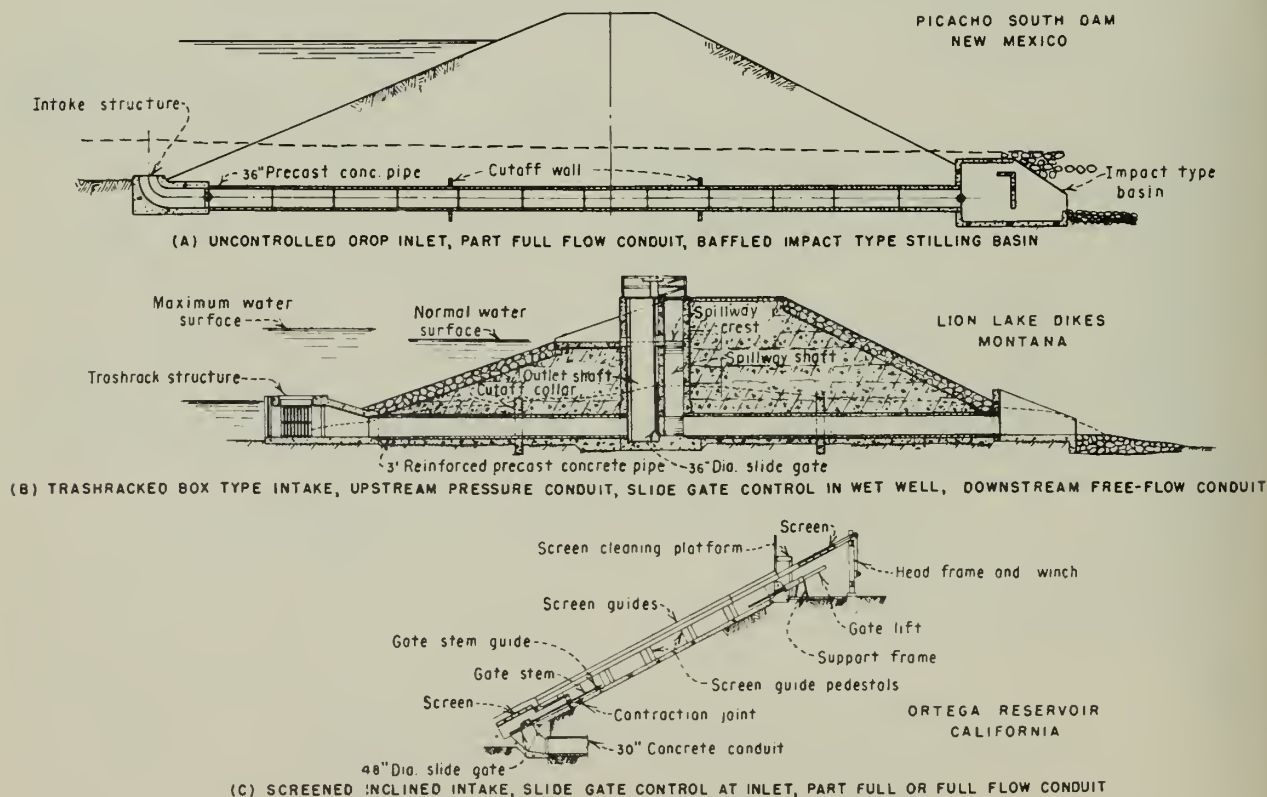 PICACHO SOUTH DAM
NEW MEXICO
Intake structure
36" Precast conc. pipe
Cutoff wall
Impact type
basin
(A) UNCONTROLLED DROP INLET, PART FULL FLOW CONDUIT, BAFFLED IMPACT TYPE STILLING BASIN
Maximum water
surface
Normal water
surface
Spillway
crest
LION LAKE DIKES
MONTANA
Trashrack structure
Outlet shaft
Spillway shaft
Cutoff collar
3' Reinforced precast concrete pipe
36" Dia. slide gate
(B) TRASHRACKED BOX TYPE INTAKE, UPSTREAM PRESSURE CONDUIT, SLIDE GATE CONTROL IN WET WELL, DOWNSTREAM FREE-FLOW CONDUIT
Screen
Screen cleaning platform
Head frame and winch
Screen guides
Gate lift
Gate stem guide
Support frame
Gate stem
Screen guide pedestals
Screen
Contraction joint
ORTEGA RESERVOIR
CALIFORNIA
30" Concrete conduit
48" Dia. slide gate
(C) SCREENED INCLINED INTAKE, SLIDE GATE CONTROL AT INLET, PART FULL OR FULL FLOW CONDUIT